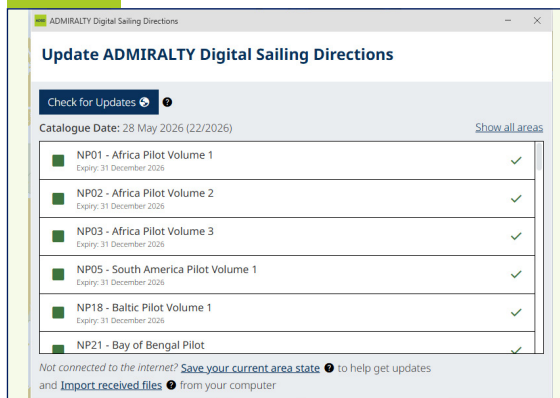 ADMIRALTY Digital Sailing Directions
Update ADMIRALTY Digital Sailing Directions
Check for Updates
Catalogue Date: 28 May 2026 (22/2026)
Show all areas
NP01 - Africa Pilot Volume 1
Expiry: 31 December 2026
NP02 - Africa Pilot Volume 2
Expiry: 31 December 2026
NP03 - Africa Pilot Volume 3
Expiry: 31 December 2026
NP05 - South America Pilot Volume 1
Expiry: 31 December 2026
NP18 - Baltic Pilot Volume 1
Expiry: 31 December 2026
NP21 - Bay of Bengal Pilot
Not connected to the internet? Save your current area state ? to help get updates
and Import received files ? from your computer